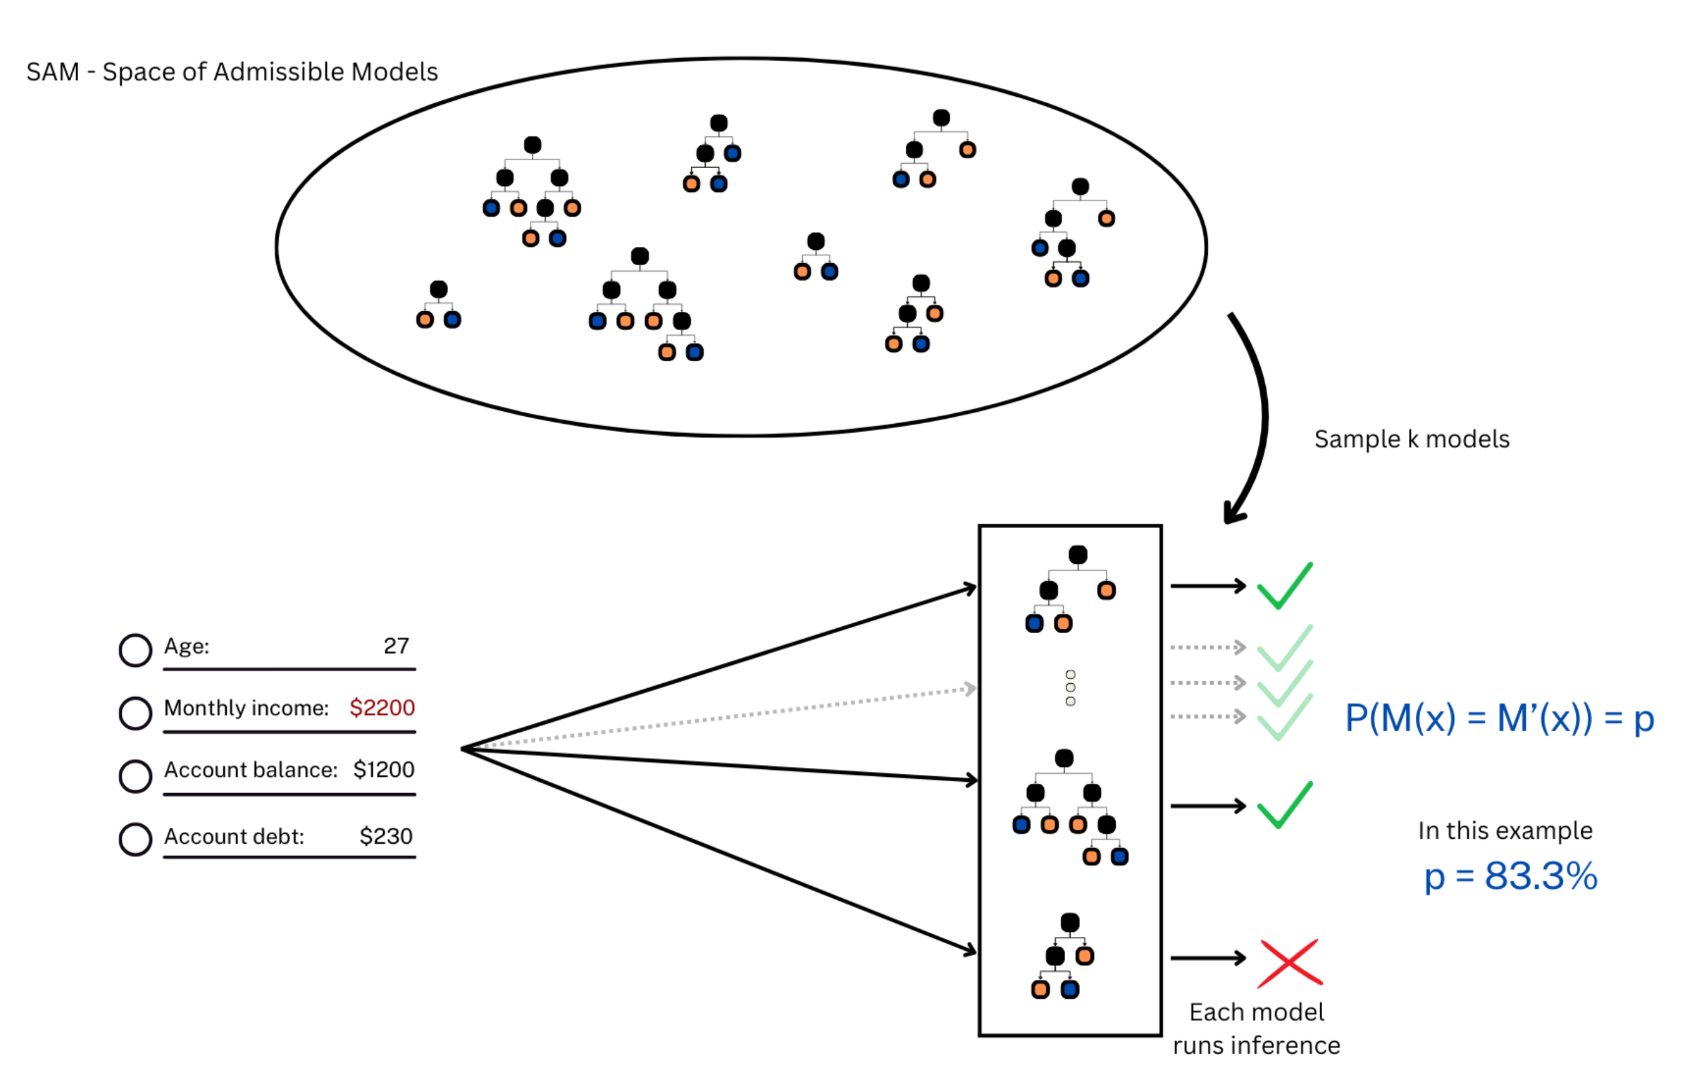 SAM - Space of Admissible Models
Sample k models
Age: 27
Monthly income: $2200
Account balance: $1200
Account debt: $230
P(M(x) = M’(x)) = p
In this example
p = 83.3%
Each model
runs inference